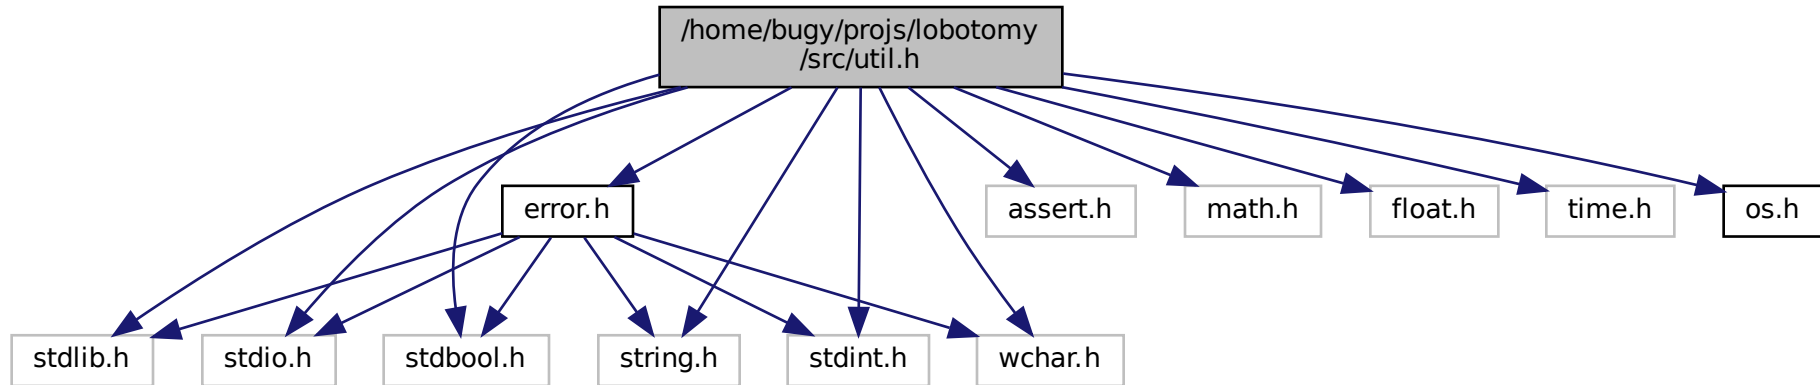 /home/bugy/projs/lobotomy
/src/util.h
error.h
assert.h
math.h
float.h
time.h
os.h
stdlib.h
stdio.h
stdbool.h
string.h
stdint.h
wchar.h